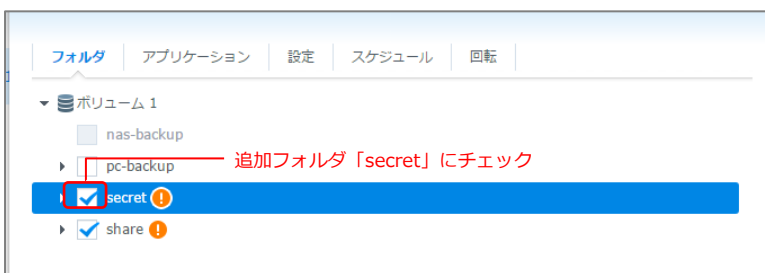 フォルダ アプリケーション 設定 スケジュール 回転
ボリューム 1
nas-backup
pc-backup
追加フォルダ「secret」にチェック
secret
share